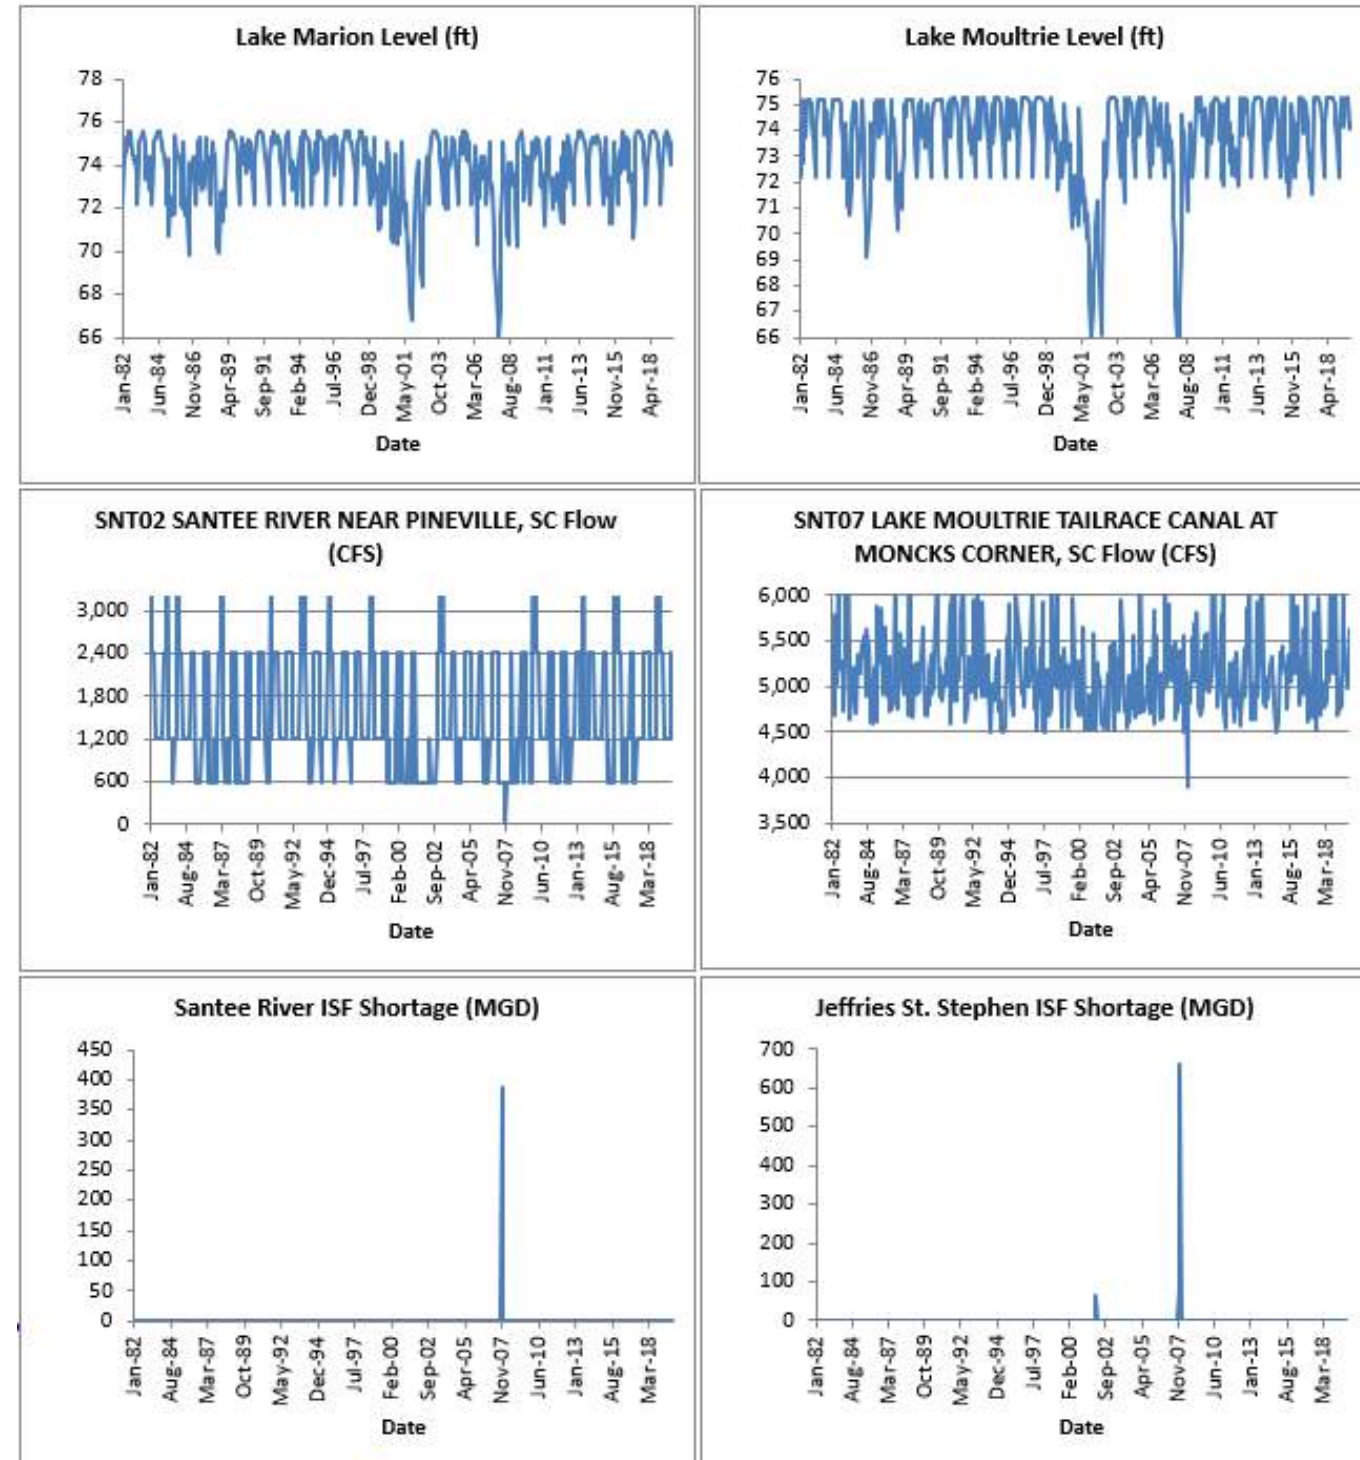 Lake Marion Level (ft)
78
76
74
72
70
68
66
Jan-82 Jun-84 Nov-86 Apr-89 Sep-91 Feb-94 Jul-96 Dec-98 May-01 Oct-03 Mar-06 Aug-08 Jan-11 Jun-13 Nov-15 Apr-18
Date
Lake Moultrie Level (ft)
76
75
74
73
72
71
70
69
68
67
66
Jan-82 Jun-84 Nov-86 Apr-89 Sep-91 Feb-94 Jul-96 Dec-98 May-01 Oct-03 Mar-06 Aug-08 Jan-11 Jun-13 Nov-15 Apr-18
Date
SNT02 SANTEE RIVER NEAR PINEVILLE, SC Flow
(CFS)
3,000
2,400
1,800
1,200
600
0
Jan-82 Aug-84 Mar-87 Oct-89 May-92 Dec-94 Jul-97 Feb-00 Sep-02 Apr-05 Nov-07 Jun-10 Jan-13 Aug-15 Mar-18
Date
SNT07 LAKE MOULTRIE TAILRACE CANAL AT
MONCKS CORNER, SC Flow (CFS)
6,000
5,500
5,000
4,500
4,000
3,500
Jan-82 Aug-84 Mar-87 Oct-89 May-92 Dec-94 Jul-97 Feb-00 Sep-02 Apr-05 Nov-07 Jun-10 Jan-13 Aug-15 Mar-18
Date
Santee River ISF Shortage (MGD)
450
400
350
300
250
200
150
100
50
0
Jan-82 Aug-84 Mar-87 Oct-89 May-92 Dec-94 Jul-97 Feb-00 Sep-02 Apr-05 Nov-07 Jun-10 Jan-13 Aug-15 Mar-18
Date
Jeffries St. Stephen ISF Shortage (MGD)
700
600
500
400
300
200
100
0
Jan-82 Aug-84 Mar-87 Oct-89 May-92 Dec-94 Jul-97 Feb-00 Sep-02 Apr-05 Nov-07 Jun-10 Jan-13 Aug-15 Mar-18
Date